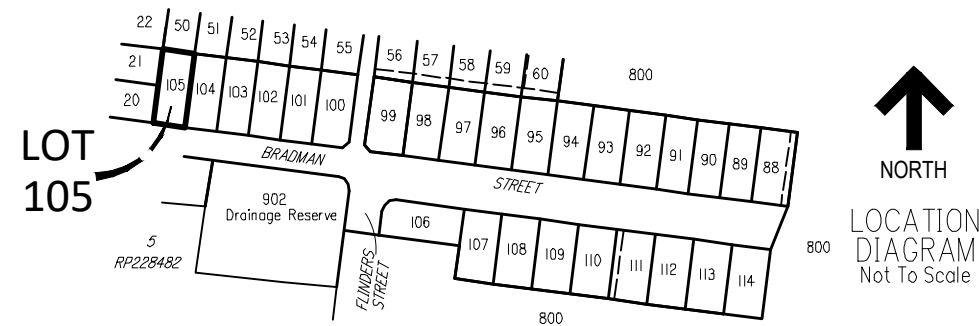 22 50 51 52 53 54 55 56 57 58 59 60 800
21
20
105 104 103 102 101 100 99 98 97 96 95 94 93 92 91 90 89 88
LOT
105
BRADMAN STREET
NORTH
902
Drainage Reserve
106
5
RP228482
FLINDERS
STREET
107 108 109 110 111 112 113 114
800
800
LOCATION
DIAGRAM
Not To Scale